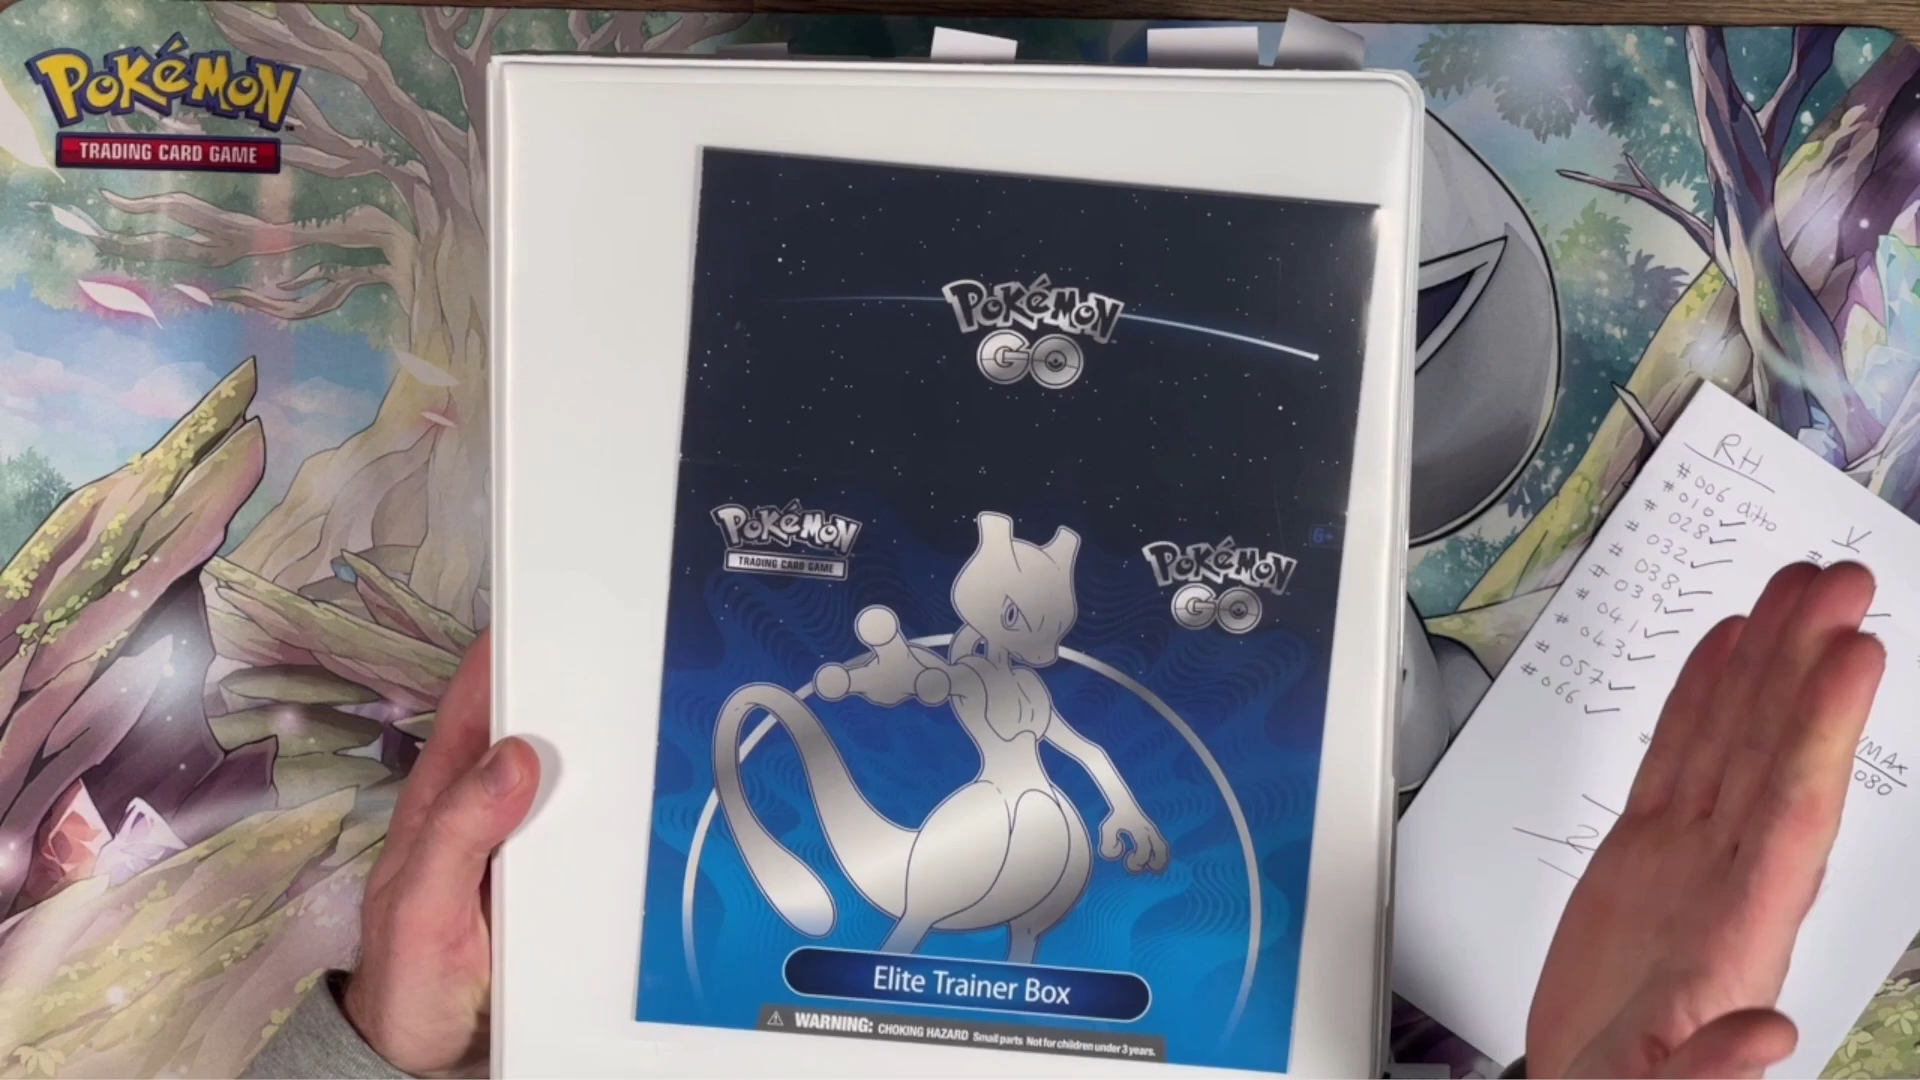 POKéMON
TRADING CARD GAME
POKéMON
GO
POKéMON
TRADING CARD GAME
6+
POKéMON
GO
Elite Trainer Box
WARNING: CHOKING HAZARD Small parts Not for children under 3 years.
RH
#006 ditto
#010 ✓
#028 ✓
#032 ✓
#038 ✓
#039 ✓
#041 ✓
#043 ✓
#057 ✓
#066 ✓
V
VMAX
080